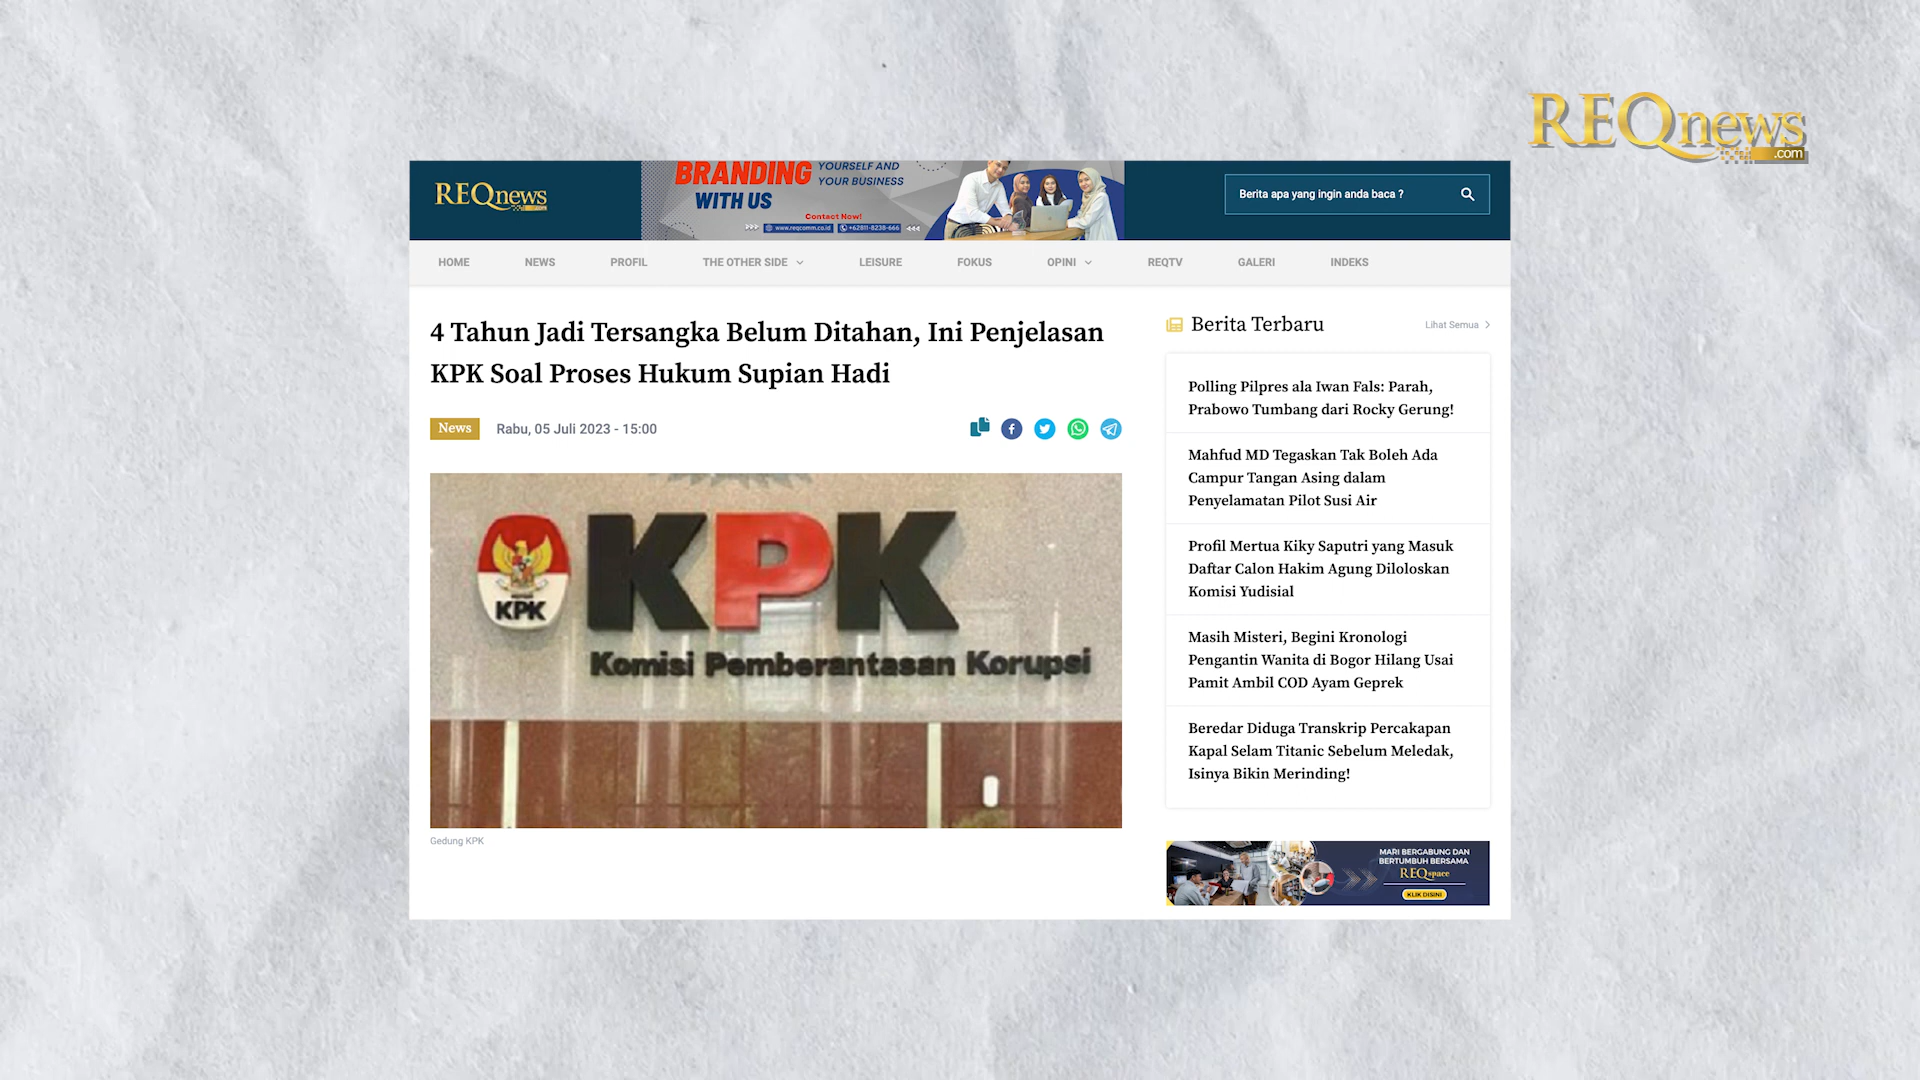 REQnews
.com
REQnews
BRANDING
WITH US
YOURSELF AND
YOUR BUSINESS
Contact Now!
www.reqcomm.co.id
+62811-8238-666
Berita apa yang ingin anda baca ?
HOME
NEWS
PROFIL
THE OTHER SIDE
LEISURE
FOKUS
OPINI
REQTV
GALERI
INDEKS
4 Tahun Jadi Tersangka Belum Ditahan, Ini Penjelasan
KPK Soal Proses Hukum Supian Hadi
News
Rabu, 05 Juli 2023 - 15:00
KPK
KPK
Komisi Pemberantasan Korupsi
Gedung KPK
Berita Terbaru
Lihat Semua
Polling Pilpres ala Iwan Fals: Parah,
Prabowo Tumbang dari Rocky Gerung!
Mahfud MD Tegaskan Tak Boleh Ada
Campur Tangan Asing dalam
Penyelamatan Pilot Susi Air
Profil Mertua Kiky Saputri yang Masuk
Daftar Calon Hakim Agung Diloloskan
Komisi Yudisial
Masih Misteri, Begini Kronologi
Pengantin Wanita di Bogor Hilang Usai
Pamit Ambil COD Ayam Geprek
Beredar Diduga Transkrip Percakapan
Kapal Selam Titanic Sebelum Meledak,
Isinya Bikin Merinding!
MARI BERGABUNG DAN
BERTUMBUH BERSAMA
REQspace
KLIK DISINI